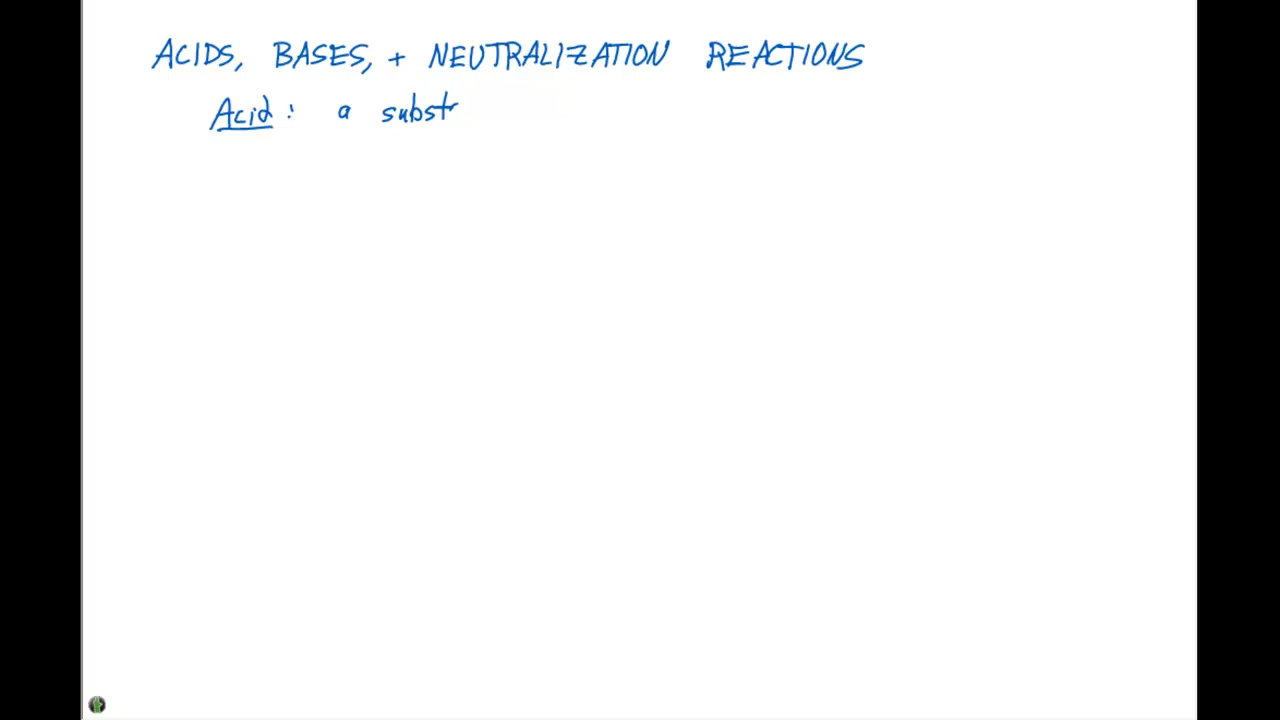 ACIDS, BASES, + NEUTRALIZATION REACTIONS
Acid: a substr